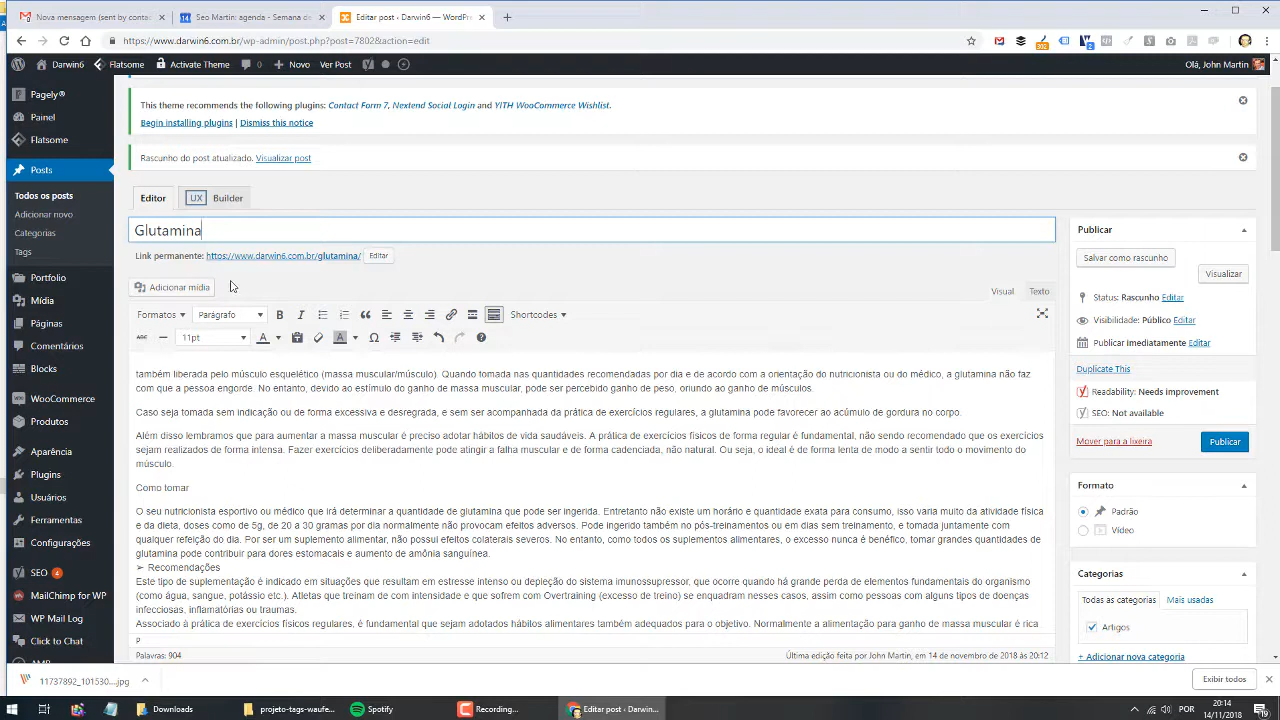 Nova mensagem (sent by contac
Seo Martin: agenda - Semana de
Editar post ‹ Darwin6 — WordPre
https://www.darwin6.com.br/wp-admin/post.php?post=7802&action=edit
Darwin6
Flatsome
Activate Theme
0
Novo
Ver Post
Olá, John Martin
Pagely®
Painel
Flatsome
Posts
Todos os posts
Adicionar novo
Categorias
Tags
Portfolio
Mídia
Páginas
Comentários
Blocks
WooCommerce
Produtos
Aparência
Plugins
Usuários
Ferramentas
Configurações
SEO 4
MailChimp for WP
WP Mail Log
Click to Chat
AMP
This theme recommends the following plugins: Contact Form 7, Nextend Social Login and YITH WooCommerce Wishlist.
Begin installing plugins | Dismiss this notice
Rascunho do post atualizado. Visualizar post
Editor
UX Builder
Glutamina
Link permanente: https://www.darwin6.com.br/glutamina/ Editar
Adicionar mídia
Visual
Texto
Formatos
Parágrafo
B
I
Shortcodes
ABC
11pt
A
A
Ω
também liberada pelo músculo esquelético (massa muscular/músculo). Quando tomada nas quantidades recomendadas por dia e de acordo com a orientação do nutricionista ou do médico, a glutamina não faz
com que a pessoa engorde. No entanto, devido ao estímulo do ganho de massa muscular, pode ser percebido ganho de peso, oriundo ao ganho de músculos.
Caso seja tomada sem indicação ou de forma excessiva e desregrada, e sem ser acompanhada da prática de exercícios regulares, a glutamina pode favorecer ao acúmulo de gordura no corpo.
Além disso lembramos que para aumentar a massa muscular é preciso adotar hábitos de vida saudáveis. A prática de exercícios físicos de forma regular é fundamental, não sendo recomendado que os exercícios
sejam realizados de forma intensa. Fazer exercícios deliberadamente pode atingir a falha muscular e de forma cadenciada, não natural. Ou seja, o ideal é de forma lenta de modo a sentir todo o movimento do
músculo.
Como tomar
O seu nutricionista esportivo ou médico que irá determinar a quantidade de glutamina que pode ser ingerida. Entretanto não existe um horário e quantidade exata para consumo, isso varia muito da atividade física
e da dieta, doses como de 5g, de 20 a 30 gramas por dia normalmente não provocam efeitos adversos. Pode ingerido também no pós-treinamentos ou em dias sem treinamento, e tomada juntamente com
qualquer refeição do dia. Por ser um suplemento alimentar, não possui efeitos colaterais severos. No entanto, como todos os suplementos alimentares, o excesso nunca é benéfico, tomar grandes quantidades de
glutamina pode contribuir para dores estomacais e aumento de amônia sanguínea.
➢ Recomendações
Este tipo de suplementação é indicado em situações que resultam em estresse intenso ou depleção do sistema imunossupressor, que ocorre quando há grande perda de elementos fundamentais do organismo
(como água, sangue, potássio etc.). Atletas que treinam de com intensidade e que sofrem com Overtraining (excesso de treino) se enquadram nesses casos, assim como pessoas com alguns tipos de doenças
infecciosas, inflamatórias ou traumas.
Associado à prática de exercícios físicos regulares, é fundamental que sejam adotados hábitos alimentares também adequados para o objetivo. Normalmente a alimentação para ganho de massa muscular é rica
P
Palavras: 904
Última edição feita por John Martin, em 14 de novembro de 2018 às 20:12
Publicar
Salvar como rascunho
Visualizar
Status: Rascunho Editar
Visibilidade: Público Editar
Publicar imediatamente Editar
Duplicate This
Readability: Needs improvement
SEO: Not available
Mover para a lixeira
Publicar
Formato
Padrão
Vídeo
Categorias
Todas as categorias
Mais usadas
Artigos
+ Adicionar nova categoria
11737892_101530....jpg
Exibir todos
Downloads
projeto-tags-waufe...
Spotify
Recording...
Editar post ‹ Darwin...
POR
20:14
14/11/2018